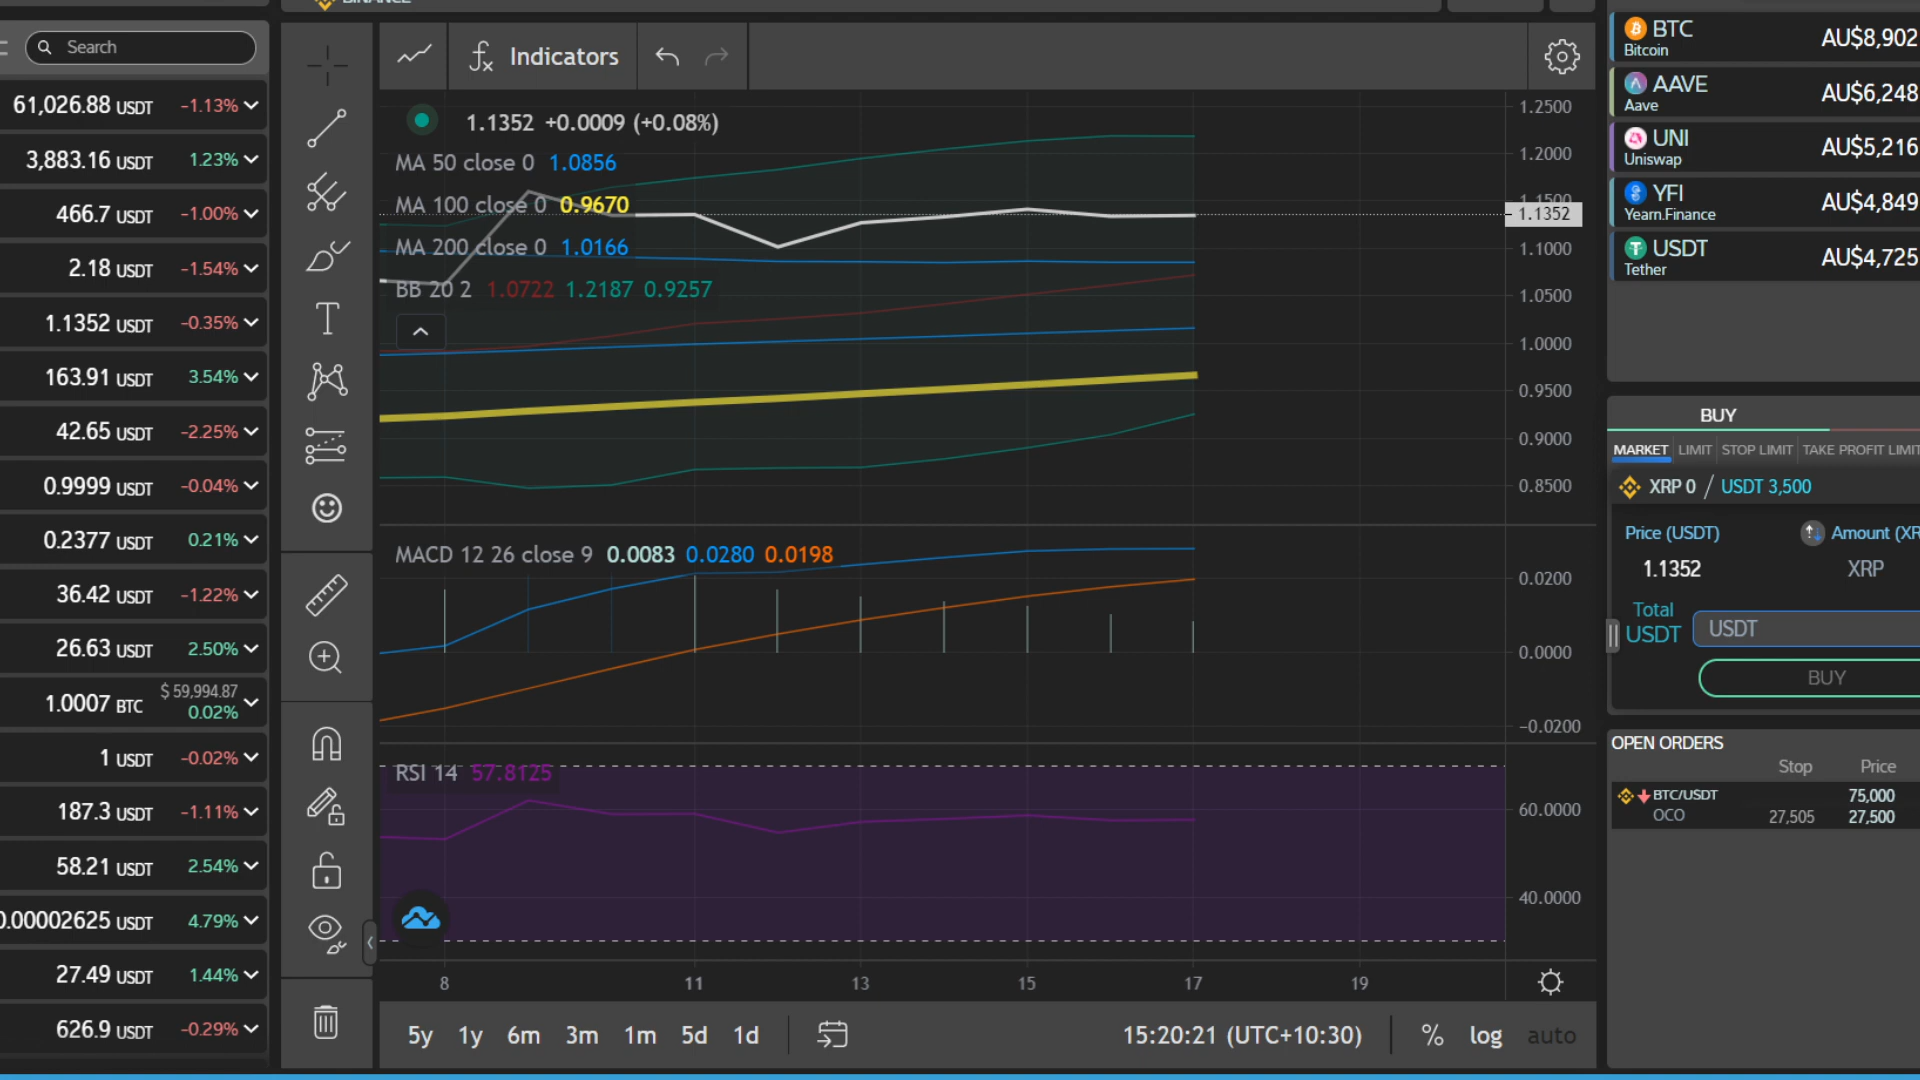 Search
61,026.88 USDT -1.13%
3,883.16 USDT 1.23%
466.7 USDT -1.00%
2.18 USDT -1.54%
1.1352 USDT -0.35%
163.91 USDT 3.54%
42.65 USDT -2.25%
0.9999 USDT -0.04%
0.2377 USDT 0.21%
36.42 USDT -1.22%
26.63 USDT 2.50%
1.0007 BTC $ 59,994.87
0.02%
1 USDT -0.02%
187.3 USDT -1.11%
58.21 USDT 2.54%
0.00002625 USDT 4.79%
27.49 USDT 1.44%
626.9 USDT -0.29%
BINANCE
Indicators
1.1352 +0.0009 (+0.08%)
MA 50 close 0 1.0856
MA 100 close 0 0.9670
MA 200 close 0 1.0166
BB 20 2 1.0722 1.2187 0.9257
1.2500
1.2000
1.1500
1.1352
1.1000
1.0500
1.0000
0.9500
0.9000
0.8500
MACD 12 26 close 9 0.0083 0.0280 0.0198
0.0200
0.0000
-0.0200
RSI 14 57.8125
60.0000
40.0000
8 11 13 15 17 19
5y 1y 6m 3m 1m 5d 1d
15:20:21 (UTC+10:30) % log auto
BTC AU$8,902
Bitcoin
AAVE AU$6,248
Aave
UNI AU$5,216
Uniswap
YFI AU$4,849
Yearn.Finance
USDT AU$4,725
Tether
BUY
MARKET LIMIT STOP LIMIT TAKE PROFIT LIMIT
XRP 0 / USDT 3,500
Price (USDT) Amount (XR
1.1352 XRP
Total
USDT USDT
BUY
OPEN ORDERS
Stop Price
BTC/USDT 75,000
OCO 27,505 27,500